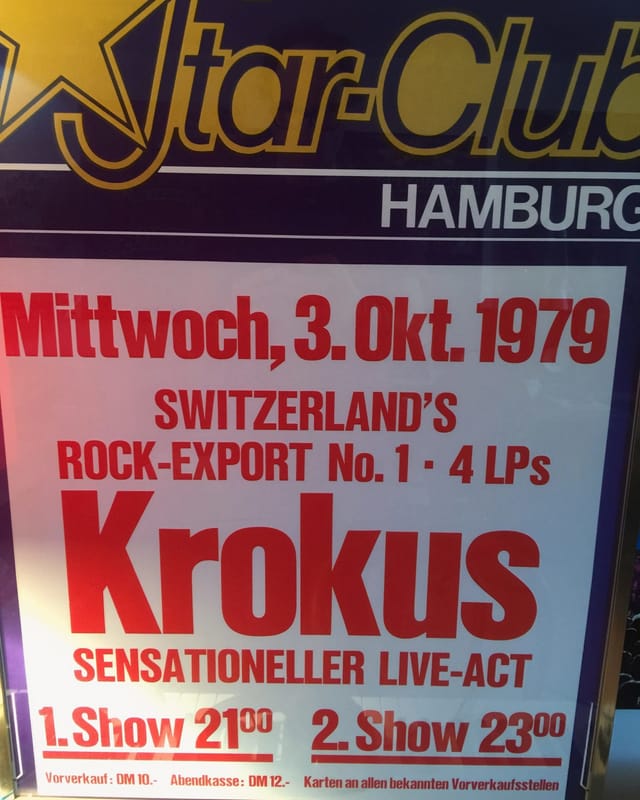 Star-Club
HAMBURG
Mittwoch, 3. Okt. 1979
SWITZERLAND'S
ROCK-EXPORT No. 1 · 4 LPs
Krokus
SENSATIONELLER LIVE-ACT
1. Show 21⁰⁰ 2. Show 23⁰⁰
Vorverkauf: DM 10.- Abendkasse: DM 12.- Karten an allen bekannten Vorverkaufsstellen